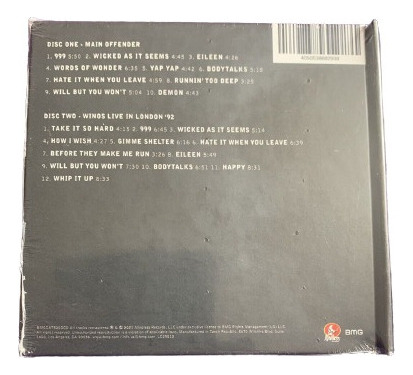 DISC ONE - MAIN OFFENDER
1. 999 5:50 2. WICKED AS IT SEEMS 4:45 3. EILEEN 4:28
4. WORDS OF WONDER 6:35 5. YAP YAP 4:42 6. BODYTALKS 5:18
7. HATE IT WHEN YOU LEAVE 4:59 8. RUNNIN' TOO DEEP 3:25
9. WILL BUT YOU WON'T 5:04 10. DEMON 4:43
DISC TWO - WINOS LIVE IN LONDON '92
1. TAKE IT SO HARD 4:15 2. 999 6:45 3. WICKED AS IT SEEMS 5:14
4. HOW I WISH 4:27 5. GIMME SHELTER 6:16 6. HATE IT WHEN YOU LEAVE 6:39
7. BEFORE THEY MAKE ME RUN 3:26 8. EILEEN 5:49
9. WILL BUT YOU WON'T 7:30 10. BODYTALKS 6:51 11. HAPPY 8:31
12. WHIP IT UP 8:33
BMG